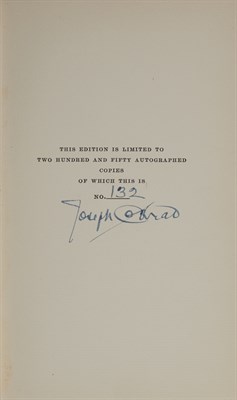 THIS EDITION IS LIMITED TO
TWO HUNDRED AND FIFTY AUTOGRAPHED
COPIES
OF WHICH THIS IS
NO. 132
Joseph Conrad